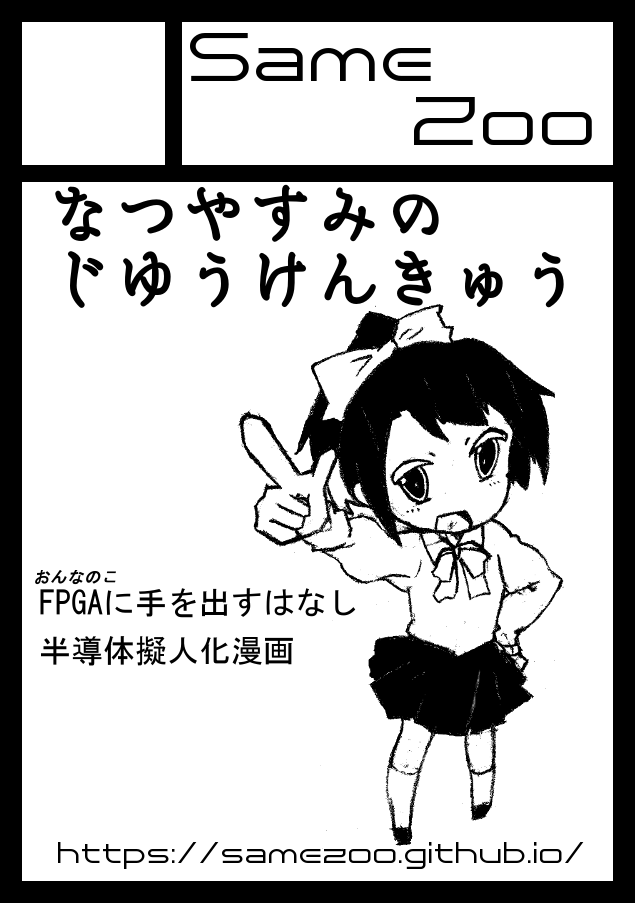 Same
Zoo
なつやすみの
じゆうけんきゅう
おんなのこ
FPGAに手を出すはなし
半導体擬人化漫画
https://samezoo.github.io/